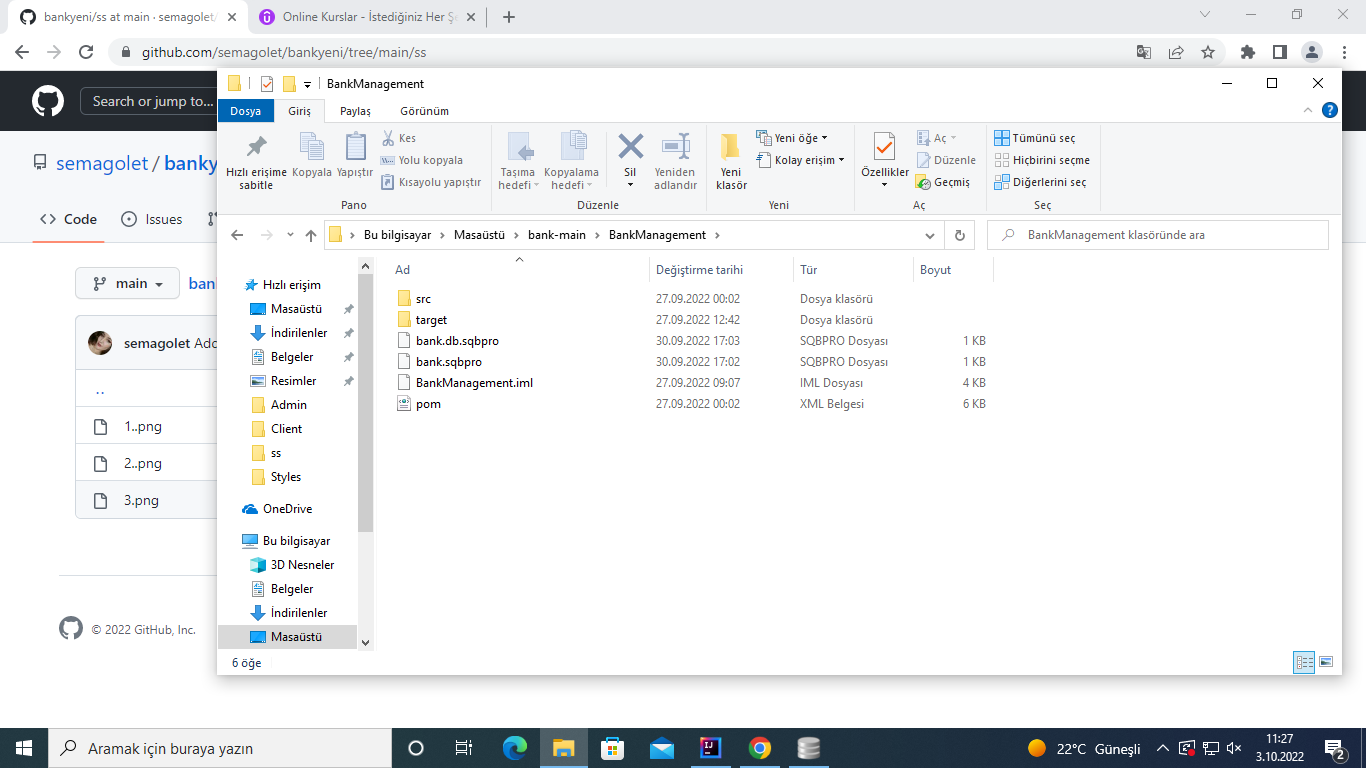 bankyeni/ss at main · semagolet/
Online Kurslar - İstediğiniz Her Şe
github.com/semagolet/bankyeni/tree/main/ss
Search or jump to...
semagolet / banky
Code
Issues
main
ban
semagolet Add
..
1..png
2..png
3.png
© 2022 GitHub, Inc.
BankManagement
Dosya Giriş Paylaş Görünüm
Hızlı erişime sabitle
Kopyala
Yapıştır
Kes
Yolu kopyala
Kısayolu yapıştır
Pano
Taşıma hedefi
Kopyalama hedefi
Sil
Yeniden adlandır
Düzenle
Yeni klasör
Yeni öğe
Kolay erişim
Yeni
Özellikler
Aç
Düzenle
Geçmiş
Aç
Tümünü seç
Hiçbirini seçme
Diğerlerini seç
Seç
Bu bilgisayar > Masaüstü > bank-main > BankManagement >
BankManagement klasöründe ara
Hızlı erişim
Masaüstü
İndirilenler
Belgeler
Resimler
Admin
Client
ss
Styles
OneDrive
Bu bilgisayar
3D Nesneler
Belgeler
İndirilenler
Masaüstü
Ad Değiştirme tarihi Tür Boyut
src 27.09.2022 00:02 Dosya klasörü
target 27.09.2022 12:42 Dosya klasörü
bank.db.sqbpro 30.09.2022 17:03 SQBPRO Dosyası 1 KB
bank.sqbpro 30.09.2022 17:02 SQBPRO Dosyası 1 KB
BankManagement.iml 27.09.2022 09:07 IML Dosyası 4 KB
pom 27.09.2022 00:02 XML Belgesi 6 KB
6 öğe
Aramak için buraya yazın
22°C Güneşli
11:27
3.10.2022
2